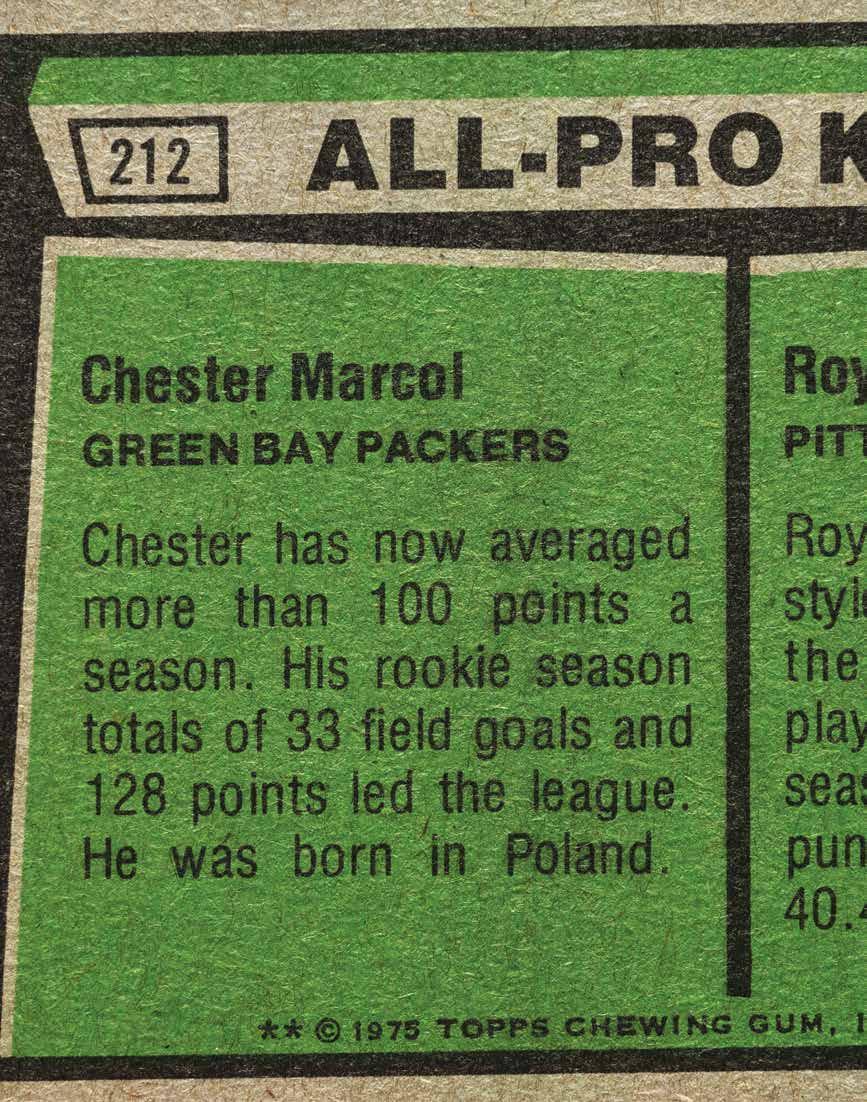 212 ALL-PRO K
Chester Marcol
GREEN BAY PACKERS
Chester has now averaged
more than 100 points a
season. His rookie season
totals of 33 field goals and
128 points led the league.
He was born in Poland.
Roy
PITT
Roy
style
the
play
seas
pun
40.4
** © 1975 TOPPS CHEWING GUM, I